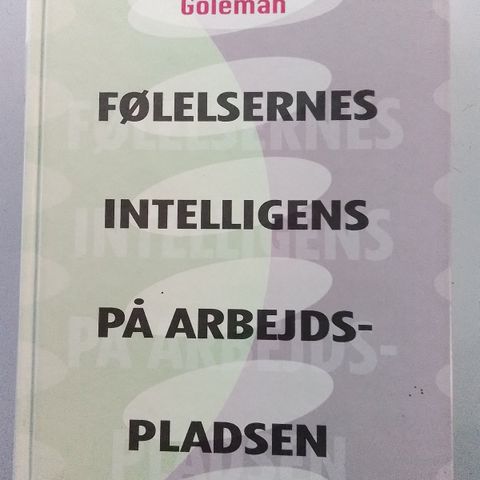 Goleman
FØLELSERNES
INTELLIGENS
PÅ ARBEJDS-
PLADSEN